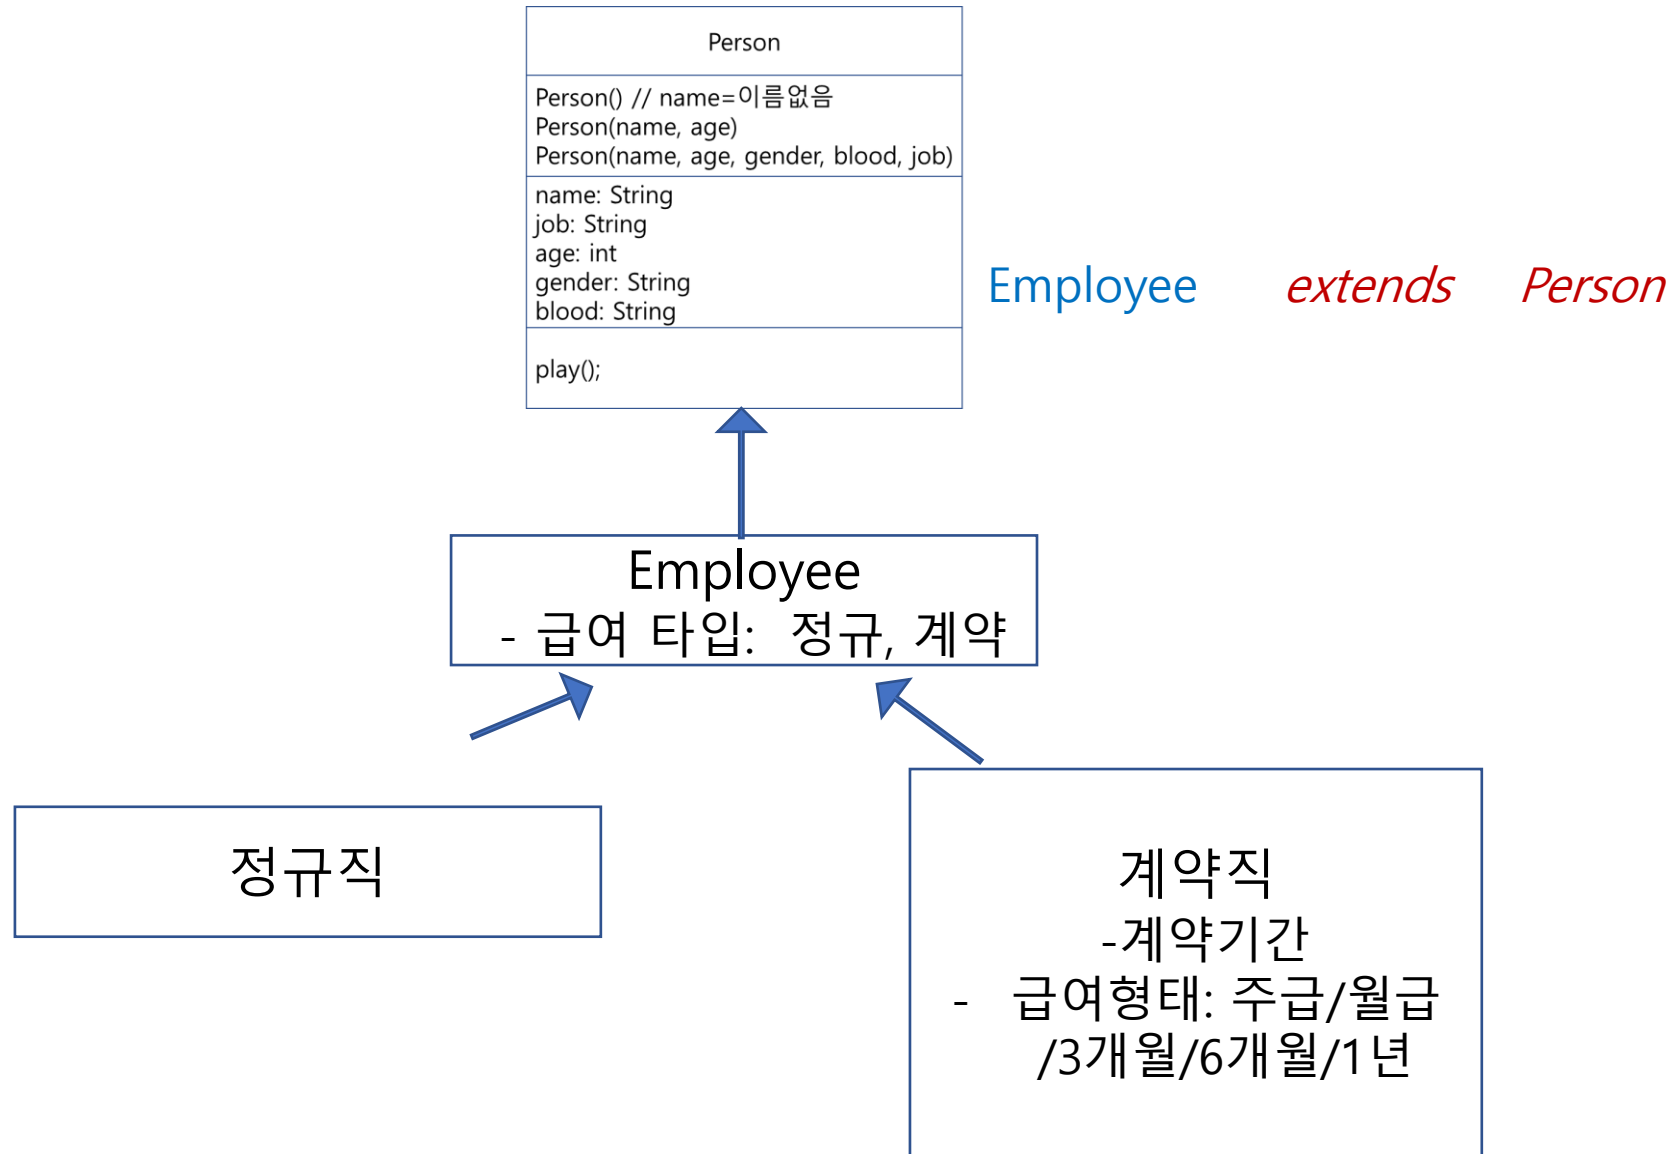 Person
Person() // name=이름없음
Person(name, age)
Person(name, age, gender, blood, job)
name: String
job: String
age: int
gender: String
blood: String
play();
Employee extends Person
Employee
- 급여 타입: 정규, 계약
정규직
계약직
-계약기간
- 급여형태: 주급/월급
/3개월/6개월/1년